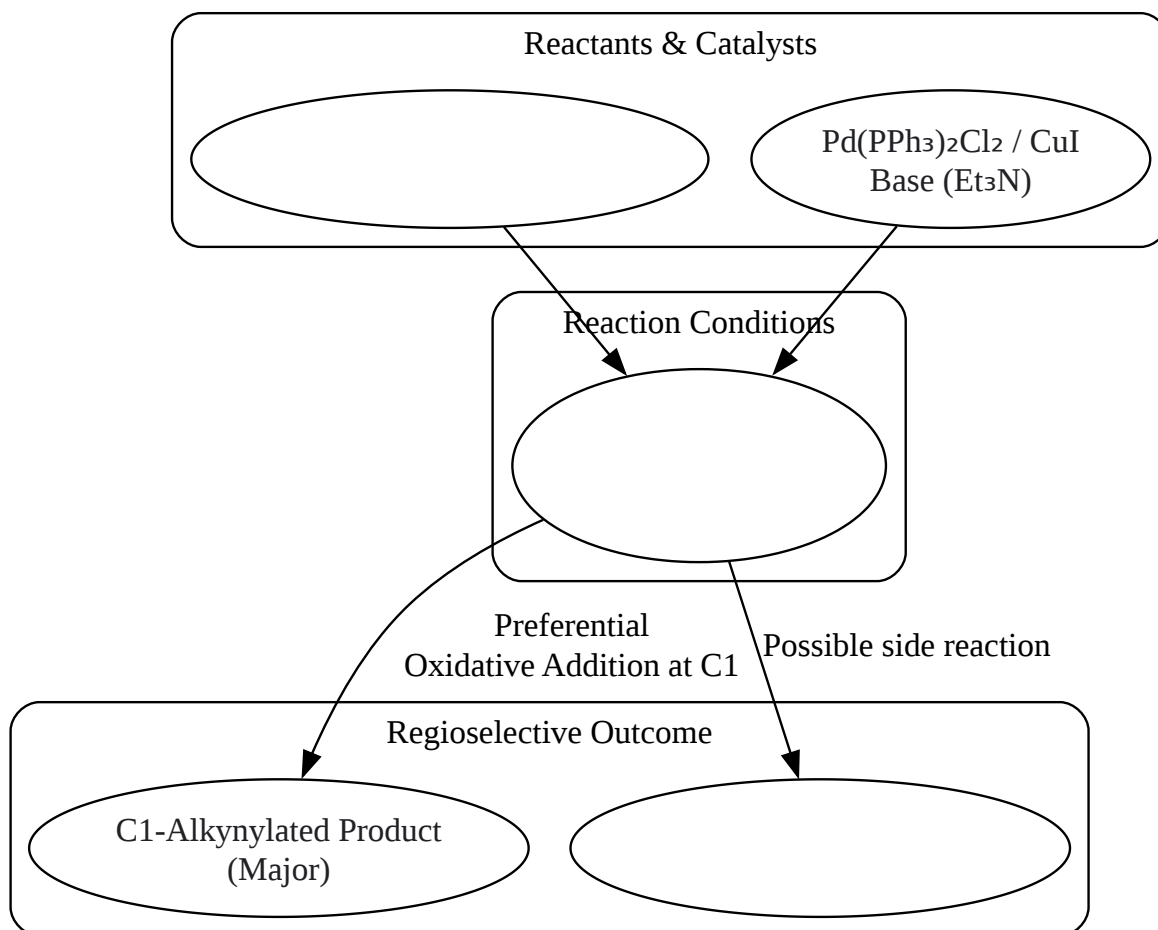 Reactants & Catalysts
Pd(PPh₃)₂Cl₂ / CuI
Base (Et₃N)
Reaction Conditions
Preferential
Oxidative Addition at C1
Possible side reaction
Regioselective Outcome
C1-Alkynylated Product
(Major)